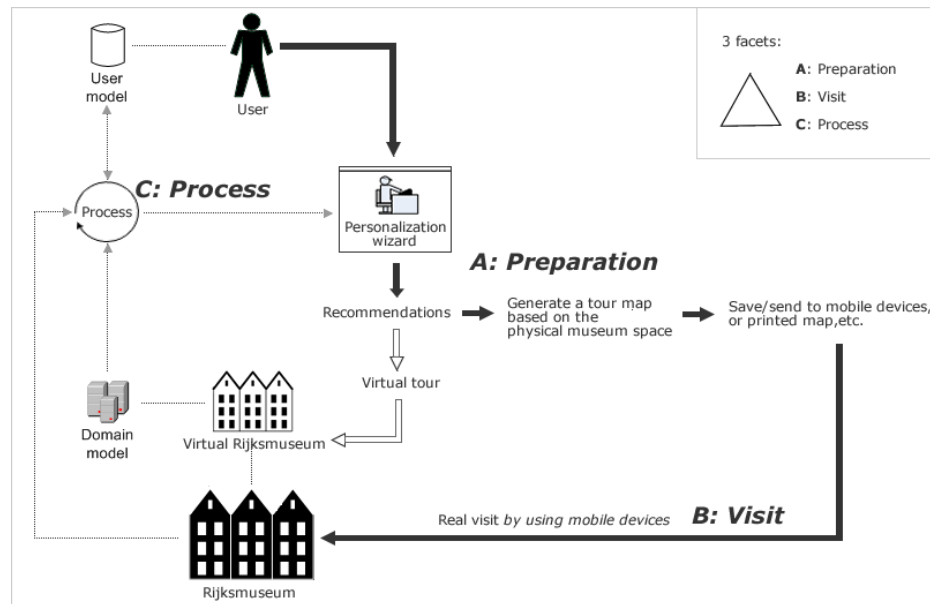 User
model
User
3 facets:
A: Preparation
B: Visit
C: Process
C: Process
Process
Personalization
wizard
A: Preparation
Recommendations
Generate a tour map
based on the
physical museum space
Save/send to mobile devices,
or printed map,etc.
Virtual tour
Domain
model
Virtual Rijksmuseum
Real visit by using mobile devices
B: Visit
Rijksmuseum